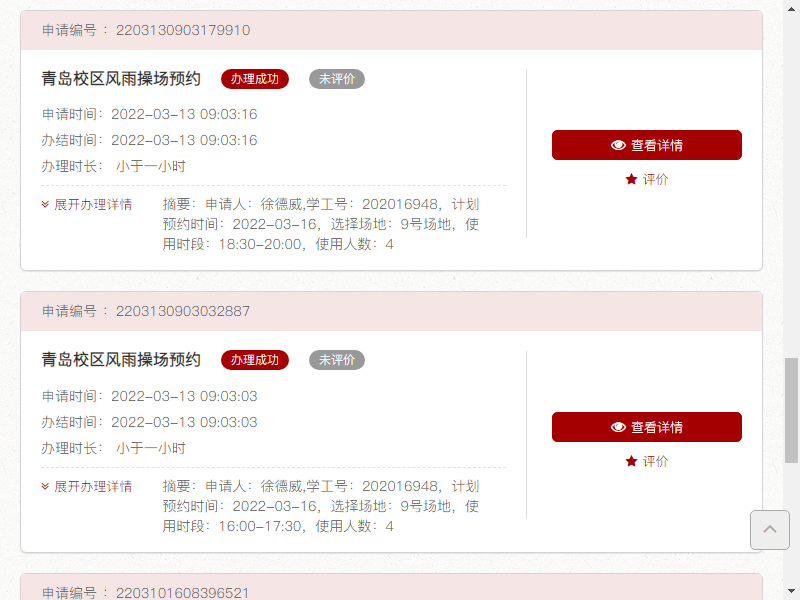 申请编号 ：2203130903179910
青岛校区风雨操场预约 办理成功 未评价
申请时间：2022-03-13 09:03:16
办结时间：2022-03-13 09:03:16
办理时长： 小于一小时
查看详情
评价
展开办理详情
摘要：申请人：徐德威,学工号：202016948，计划
预约时间：2022-03-16，选择场地：9号场地，使
用时段：18:30-20:00，使用人数：4
申请编号 ：2203130903032887
青岛校区风雨操场预约 办理成功 未评价
申请时间：2022-03-13 09:03:03
办结时间：2022-03-13 09:03:03
办理时长： 小于一小时
查看详情
评价
展开办理详情
摘要：申请人：徐德威,学工号：202016948，计划
预约时间：2022-03-16，选择场地：9号场地，使
用时段：16:00-17:30，使用人数：4
申请编号 ：2203101608396521